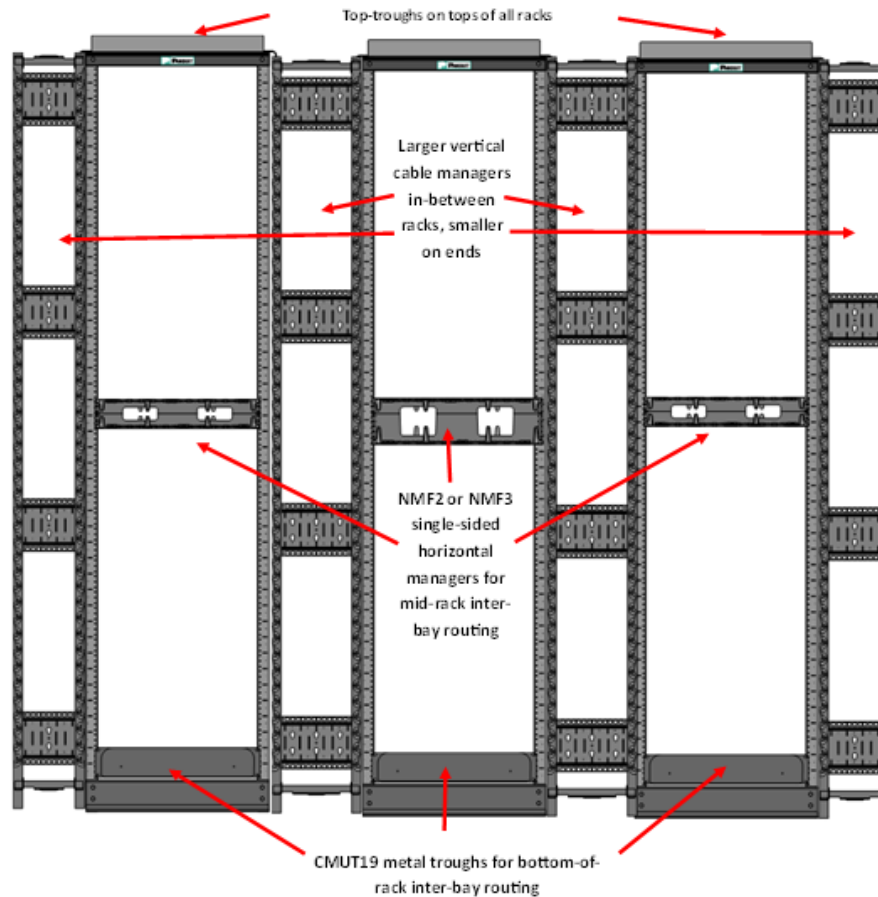 Top-troughs on tops of all racks
Larger vertical
cable managers
in-between
racks, smaller
on ends
NMF2 or NMF3
single-sided
horizontal
managers for
mid-rack inter-
bay routing
CMUT19 metal troughs for bottom-of-
rack inter-bay routing